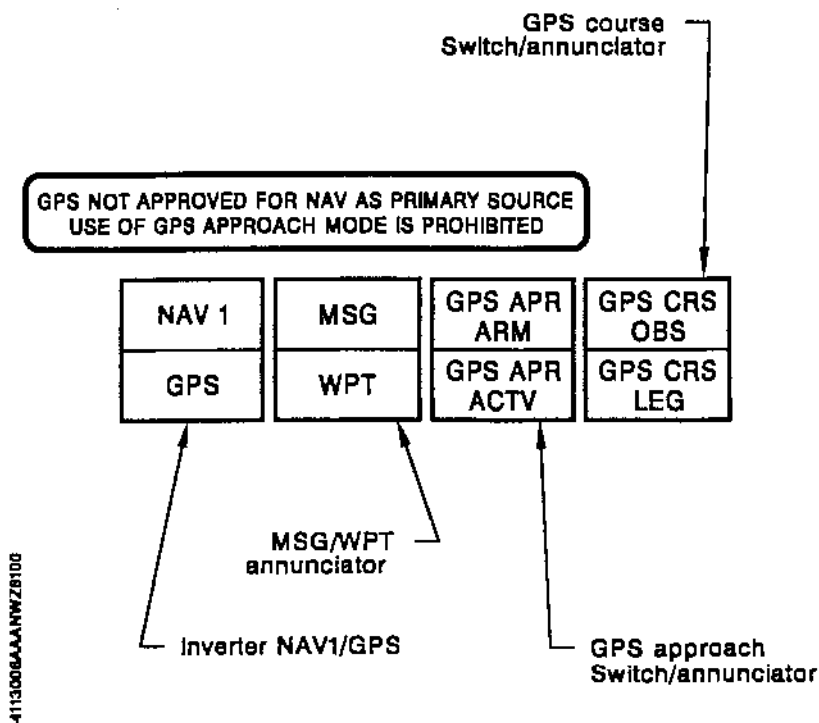 GPS course
Switch/annunciator
GPS NOT APPROVED FOR NAV AS PRIMARY SOURCE
USE OF GPS APPROACH MODE IS PROHIBITED
NAV 1
GPS
MSG
WPT
GPS APR
ARM
GPS APR
ACTV
GPS CRS
OBS
GPS CRS
LEG
MSG/WPT
annunciator
Inverter NAV1/GPS
GPS approach
Switch/annunciator